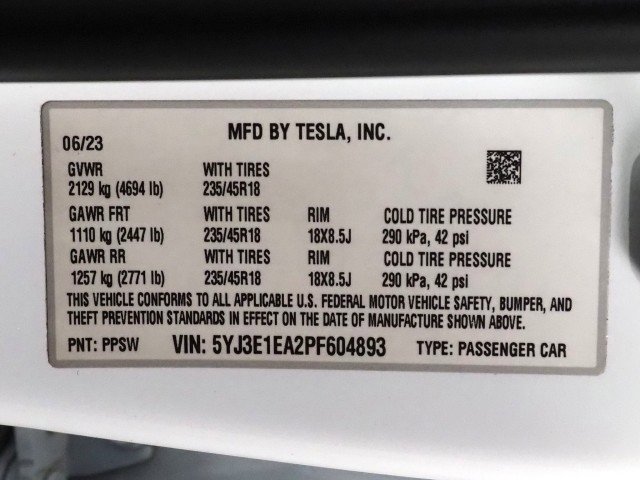 MFD BY TESLA, INC.
06/23
GVWR WITH TIRES
2129 kg (4694 lb) 235/45R18
GAWR FRT WITH TIRES RIM COLD TIRE PRESSURE
1110 kg (2447 lb) 235/45R18 18X8.5J 290 kPa, 42 psi
GAWR RR WITH TIRES RIM COLD TIRE PRESSURE
1257 kg (2771 lb) 235/45R18 18X8.5J 290 kPa, 42 psi
THIS VEHICLE CONFORMS TO ALL APPLICABLE U.S. FEDERAL MOTOR VEHICLE SAFETY, BUMPER, AND
THEFT PREVENTION STANDARDS IN EFFECT ON THE DATE OF MANUFACTURE SHOWN ABOVE.
PNT: PPSW VIN: 5YJ3E1EA2PF604893 TYPE: PASSENGER CAR